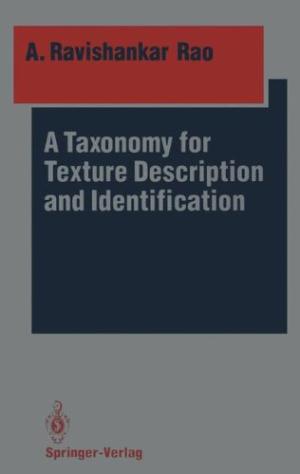 A. Ravishankar Rao
A Taxonomy for
Texture Description
and Identification
Springer-Verlag